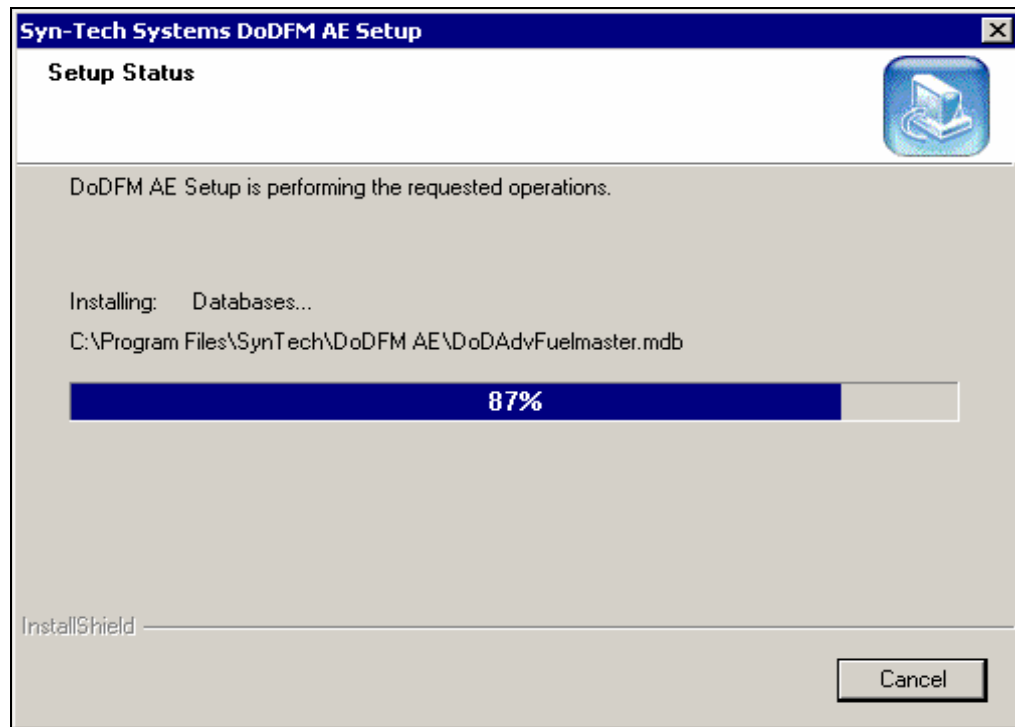 Syn-Tech Systems DoDFM AE Setup
Setup Status
DoDFM AE Setup is performing the requested operations.
Installing: Databases...
C:\Program Files\SynTech\DoDFM AE\DoDAdvFuelmaster.mdb
87%
InstallShield
Cancel